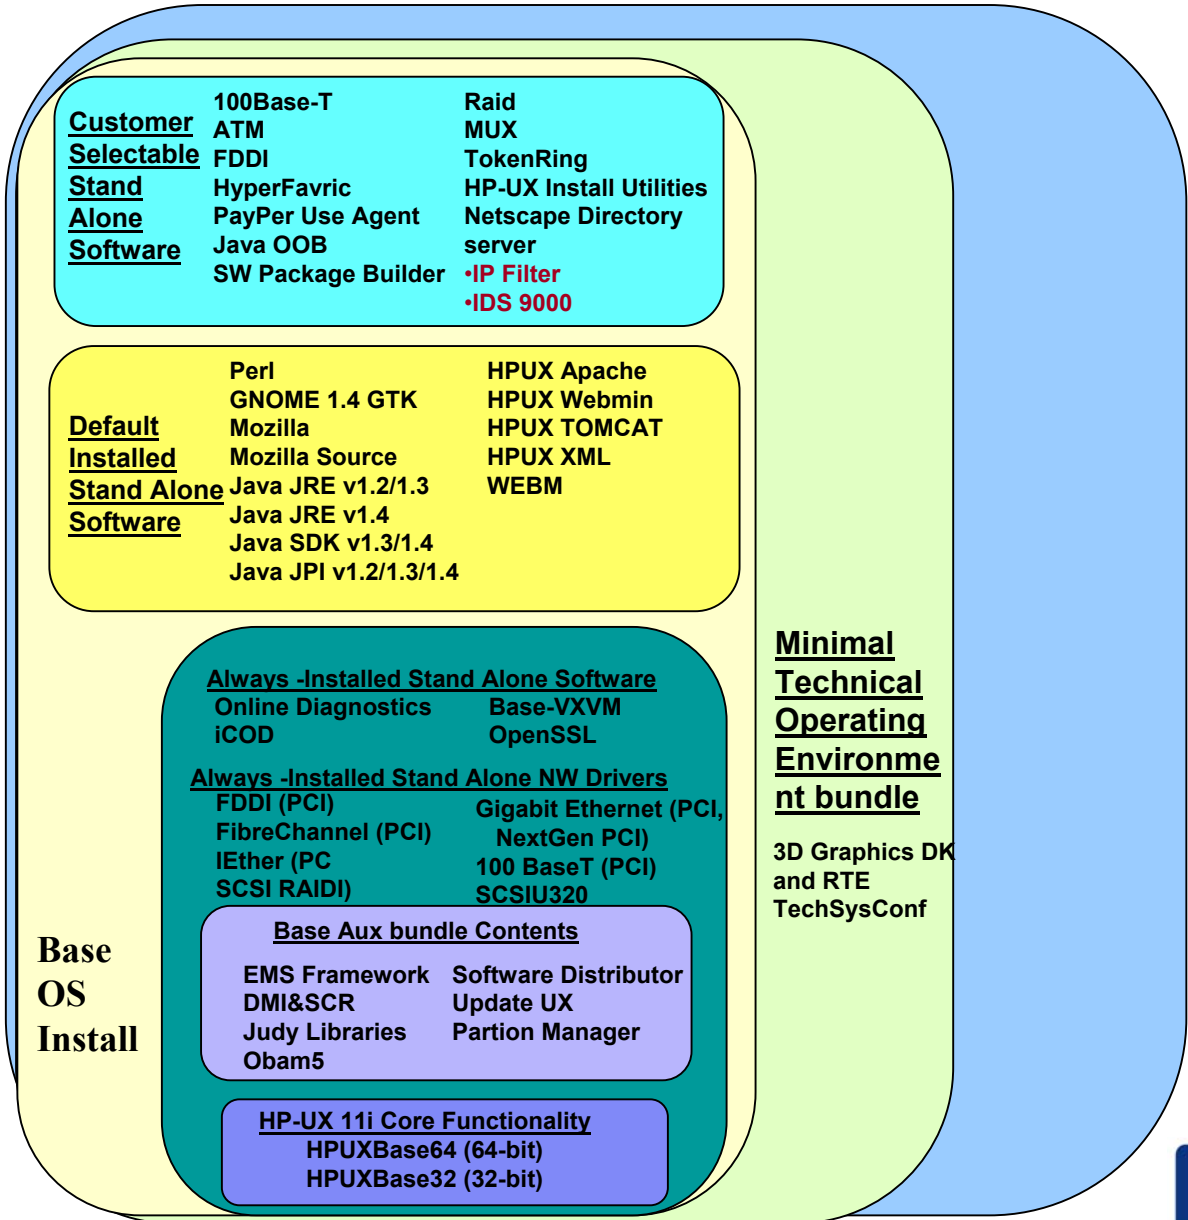 Customer
Selectable
Stand
Alone
Software
100Base-T
ATM
FDDI
HyperFavric
PayPer Use Agent
Java OOB
SW Package Builder
Raid
MUX
TokenRing
HP-UX Install Utilities
Netscape Directory
server
•IP Filter
•IDS 9000
Default
Installed
Stand Alone
Software
Perl
GNOME 1.4 GTK
Mozilla
Mozilla Source
Java JRE v1.2/1.3
Java JRE v1.4
Java SDK v1.3/1.4
Java JPI v1.2/1.3/1.4
HPUX Apache
HPUX Webmin
HPUX TOMCAT
HPUX XML
WEBM
Always -Installed Stand Alone Software
Online Diagnostics
iCOD
Base-VXVM
OpenSSL
Always -Installed Stand Alone NW Drivers
FDDI (PCI)
FibreChannel (PCI)
IEther (PC
SCSI RAIDI)
Gigabit Ethernet (PCI,
NextGen PCI)
100 BaseT (PCI)
SCSIU320
Base Aux bundle Contents
EMS Framework
DMI&SCR
Judy Libraries
Obam5
Software Distributor
Update UX
Partion Manager
HP-UX 11i Core Functionality
HPUXBase64 (64-bit)
HPUXBase32 (32-bit)
Base
OS
Install
Minimal
Technical
Operating
Environme
nt bundle
3D Graphics DK
and RTE
TechSysConf